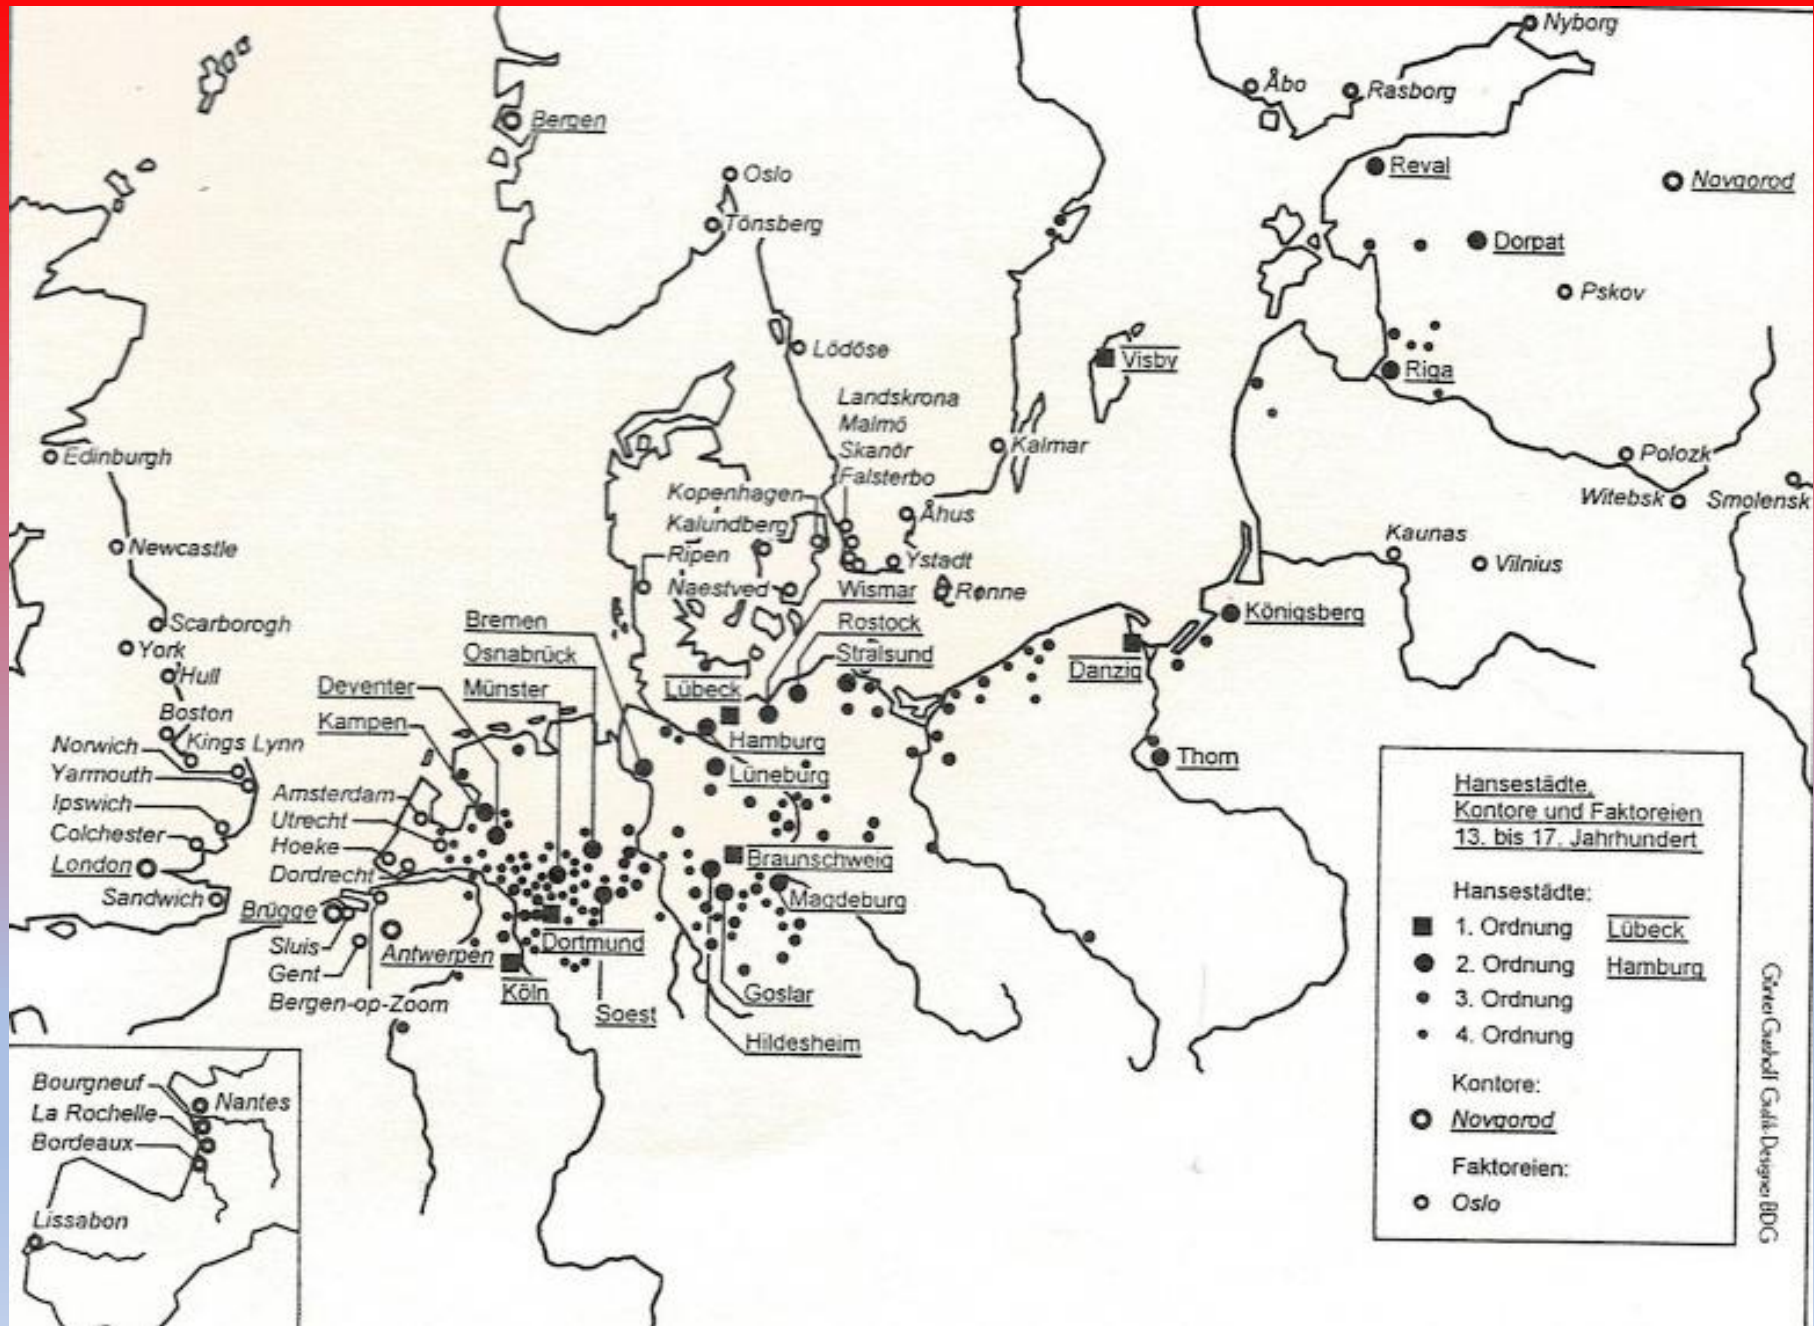 Nyborg
Åbo
Rasborg
Bergen
Reval
Oslo
Novgorod
Tönsberg
Dorpat
Pskov
Lödöse
Visby
Riga
Landskrona
Malmö
Skanör
Falsterbo
Kalmar
Edinburgh
Polozk
Kopenhagen
Witebsk
Smolensk
Åhus
Kalundberg
Kaunas
Newcastle
Ripen
Ystadt
Vilnius
Naestved
Wismar
Rønne
Königsberg
Scarborogh
Bremen
Rostock
York
Osnabrück
Stralsund
Hull
Danzig
Deventer
Münster
Lübeck
Boston
Kampen
Kings Lynn
Norwich
Hamburg
Thorn
Yarmouth
Lüneburg
Amsterdam
Ipswich
Utrecht
Colchester
Hoeke
Braunschweig
London
Dordrecht
Sandwich
Magdeburg
Brügge
Sluis
Dortmund
Antwerpen
Gent
Köln
Goslar
Bergen-op-Zoom
Soest
Hildesheim
Hansestädte,
Kontore und Faktoreien
13. bis 17. Jahrhundert
Hansestädte:
1. Ordnung Lübeck
2. Ordnung Hamburg
3. Ordnung
4. Ordnung
Kontore:
Novgorod
Faktoreien:
Oslo
Bourgneuf
Nantes
La Rochelle
Bordeaux
Lissabon
Günter Grafik-Designer BDG